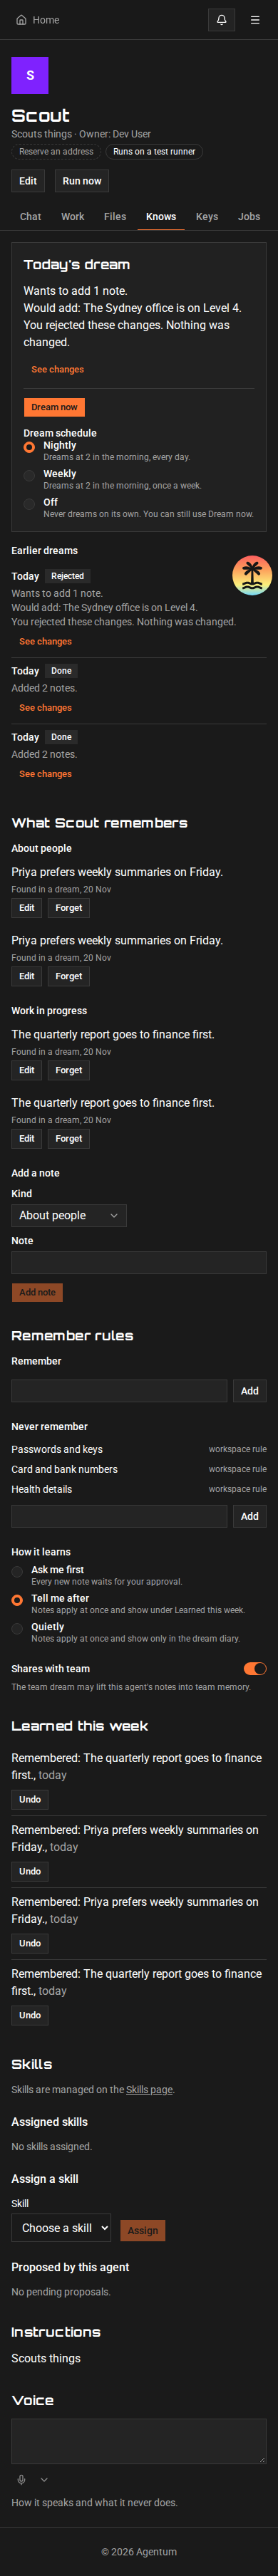 Home
S
Scout
Scouts things · Owner: Dev User
Reserve an address
Runs on a test runner
Edit
Run now
Chat
Work
Files
Knows
Keys
Jobs
Today's dream
Wants to add 1 note.
Would add: The Sydney office is on Level 4.
You rejected these changes. Nothing was
changed.
See changes
Dream now
Dream schedule
Nightly
Dreams at 2 in the morning, every day.
Weekly
Dreams at 2 in the morning, once a week.
Off
Never dreams on its own. You can still use Dream now.
Earlier dreams
Today Rejected
Wants to add 1 note.
Would add: The Sydney office is on Level 4.
You rejected these changes. Nothing was changed.
See changes
Today Done
Added 2 notes.
See changes
Today Done
Added 2 notes.
See changes
What Scout remembers
About people
Priya prefers weekly summaries on Friday.
Found in a dream, 20 Nov
Edit
Forget
Priya prefers weekly summaries on Friday.
Found in a dream, 20 Nov
Edit
Forget
Work in progress
The quarterly report goes to finance first.
Found in a dream, 20 Nov
Edit
Forget
The quarterly report goes to finance first.
Found in a dream, 20 Nov
Edit
Forget
Add a note
Kind
About people
Note
Add note
Remember rules
Remember
Add
Never remember
Passwords and keys
workspace rule
Card and bank numbers
workspace rule
Health details
workspace rule
Add
How it learns
Ask me first
Every new note waits for your approval.
Tell me after
Notes apply at once and show under Learned this week.
Quietly
Notes apply at once and show only in the dream diary.
Shares with team
The team dream may lift this agent's notes into team memory.
Learned this week
Remembered: The quarterly report goes to finance
first., today
Undo
Remembered: Priya prefers weekly summaries on
Friday., today
Undo
Remembered: Priya prefers weekly summaries on
Friday., today
Undo
Remembered: The quarterly report goes to finance
first., today
Undo
Skills
Skills are managed on the Skills page.
Assigned skills
No skills assigned.
Assign a skill
Skill
Choose a skill
Assign
Proposed by this agent
No pending proposals.
Instructions
Scouts things
Voice
How it speaks and what it never does.
© 2026 Agentum